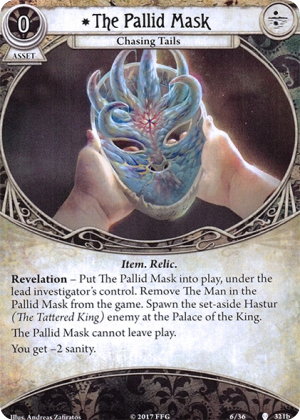 0
ASSET
✷ The Pallid Mask
Chasing Tails
Item. Relic.
Revelation – Put The Pallid Mask into play, under the
lead investigator's control. Remove The Man in the
Pallid Mask from the game. Spawn the set-aside Hastur
(The Tattered King) enemy at the Palace of the King.
The Pallid Mask cannot leave play.
You get –2 sanity.
Illus. Andreas Zafiratos
© 2017 FFG
6/36
321b